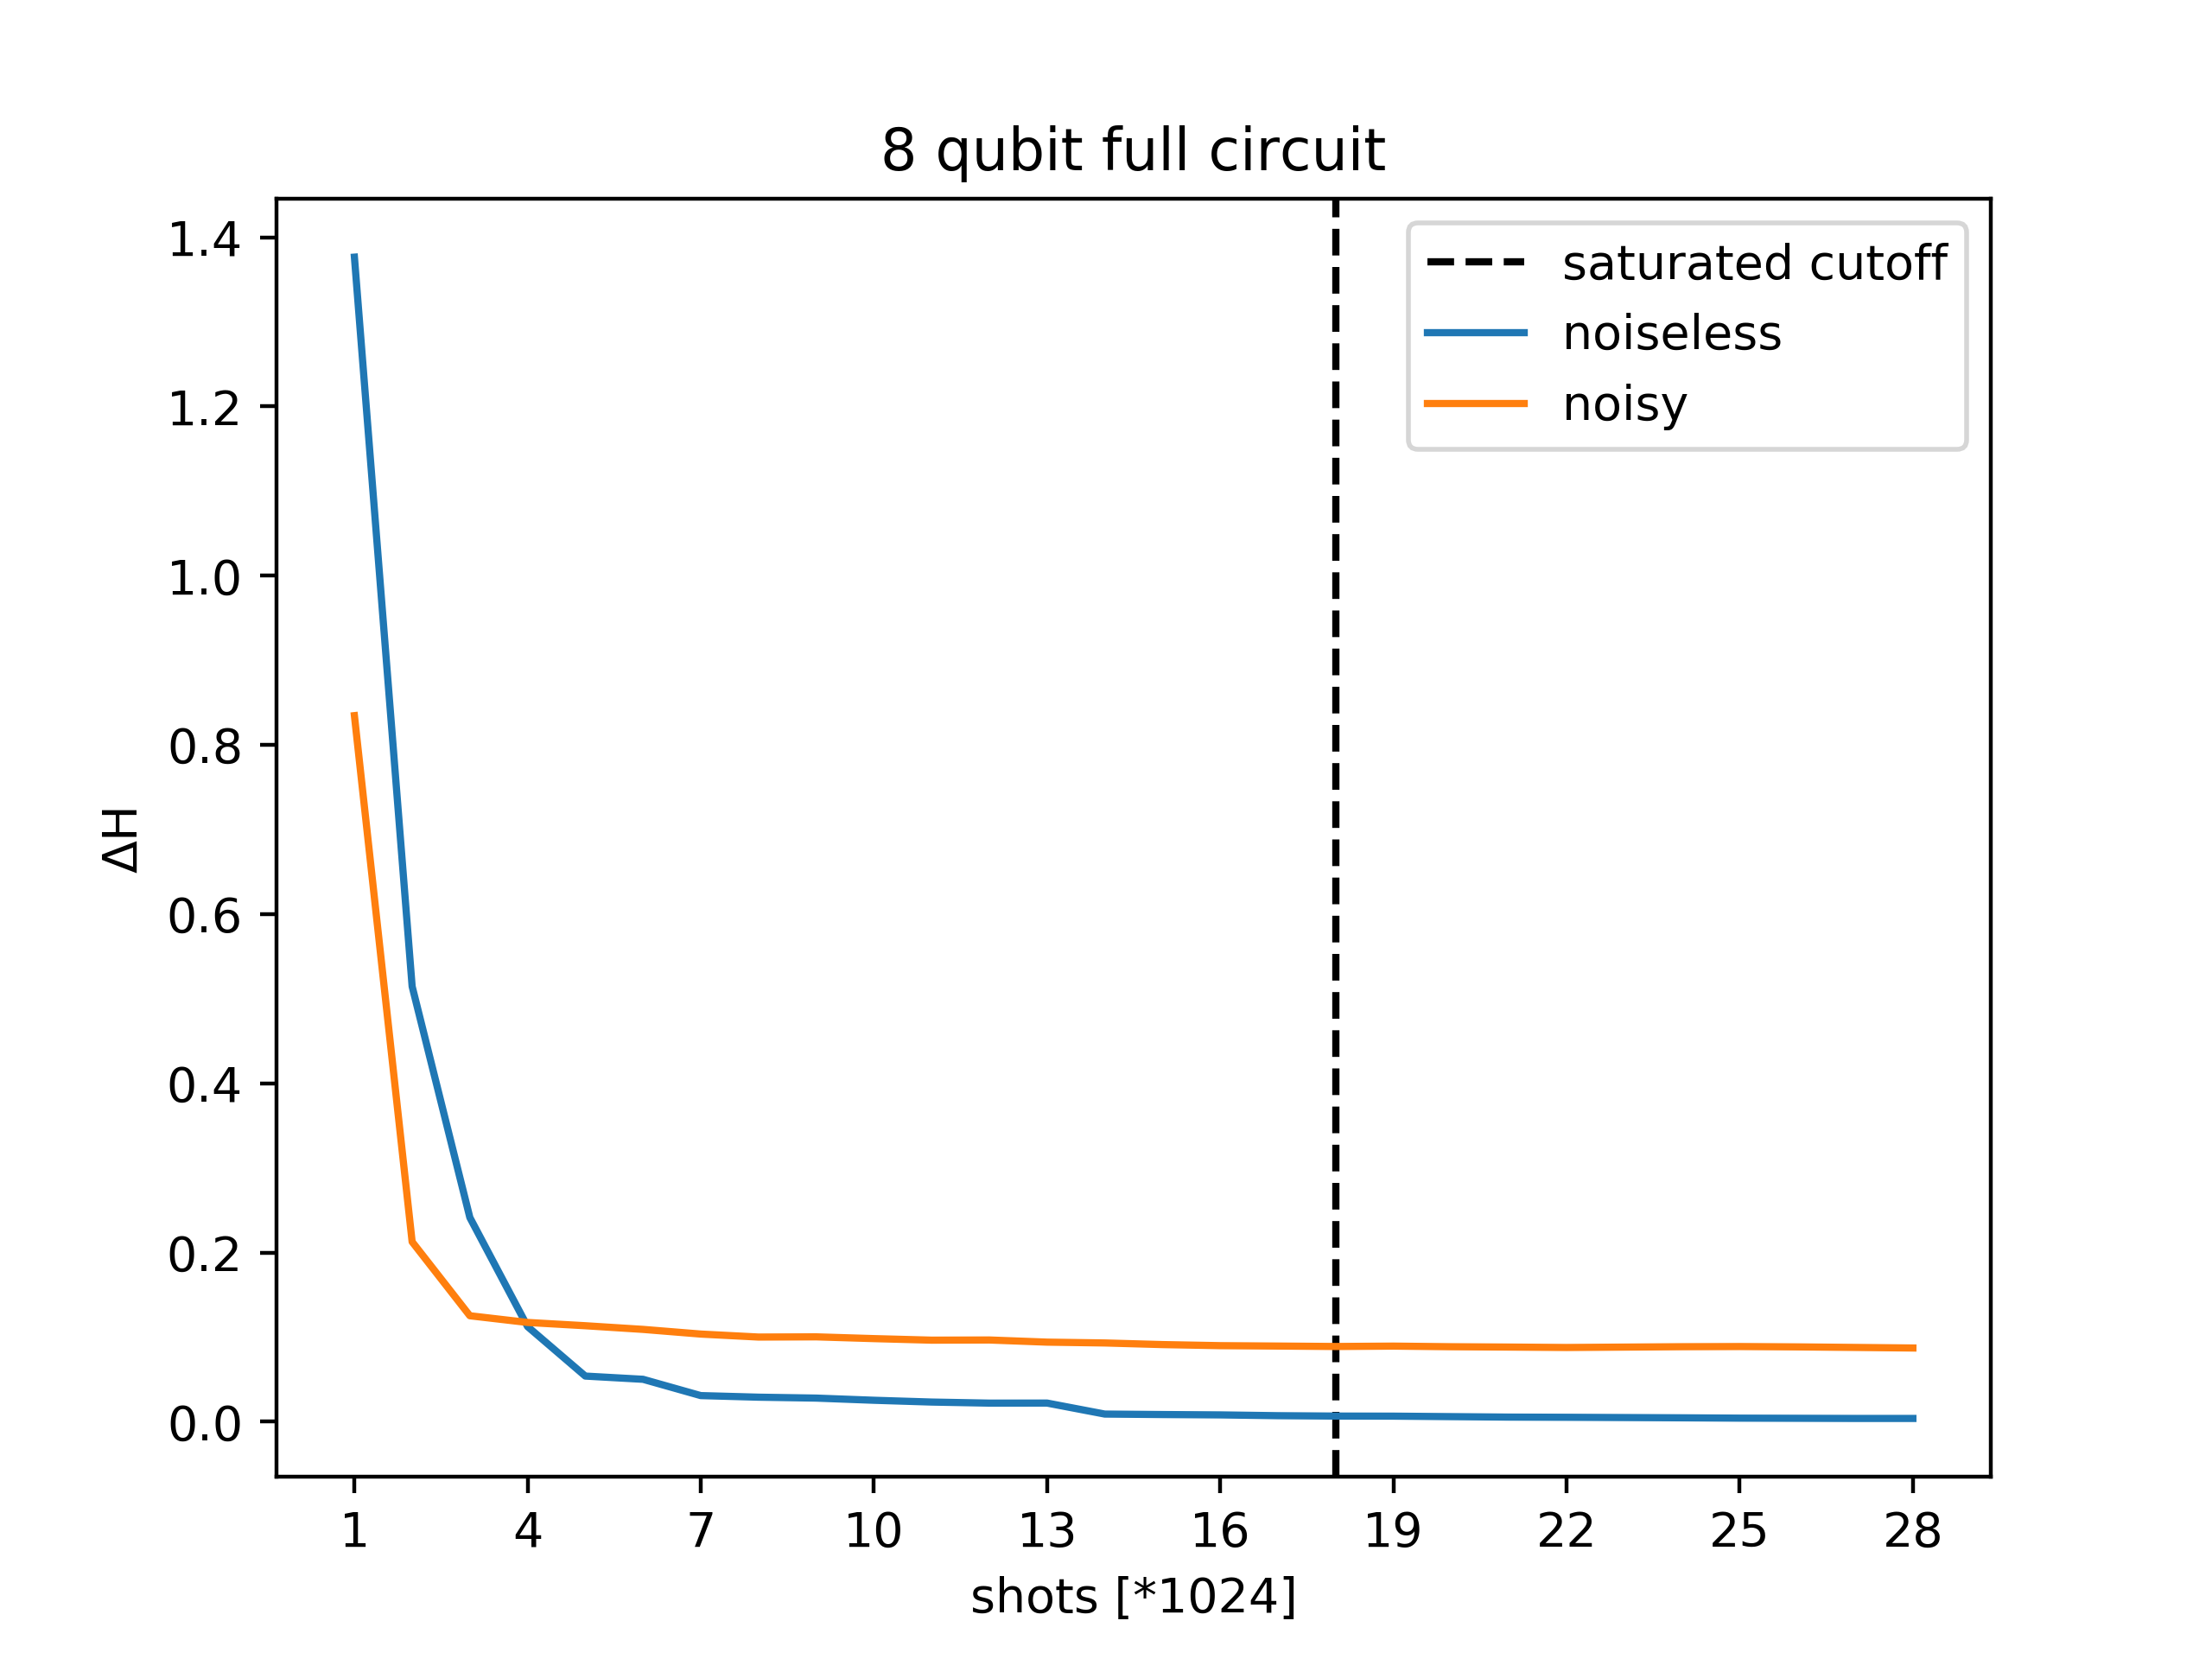 8 qubit full circuit
1.4
1.2
1.0
0.8
0.6
0.4
0.2
0.0
ΔH
saturated cutoff
noiseless
noisy
1 4 7 10 13 16 19 22 25 28
shots [*1024]